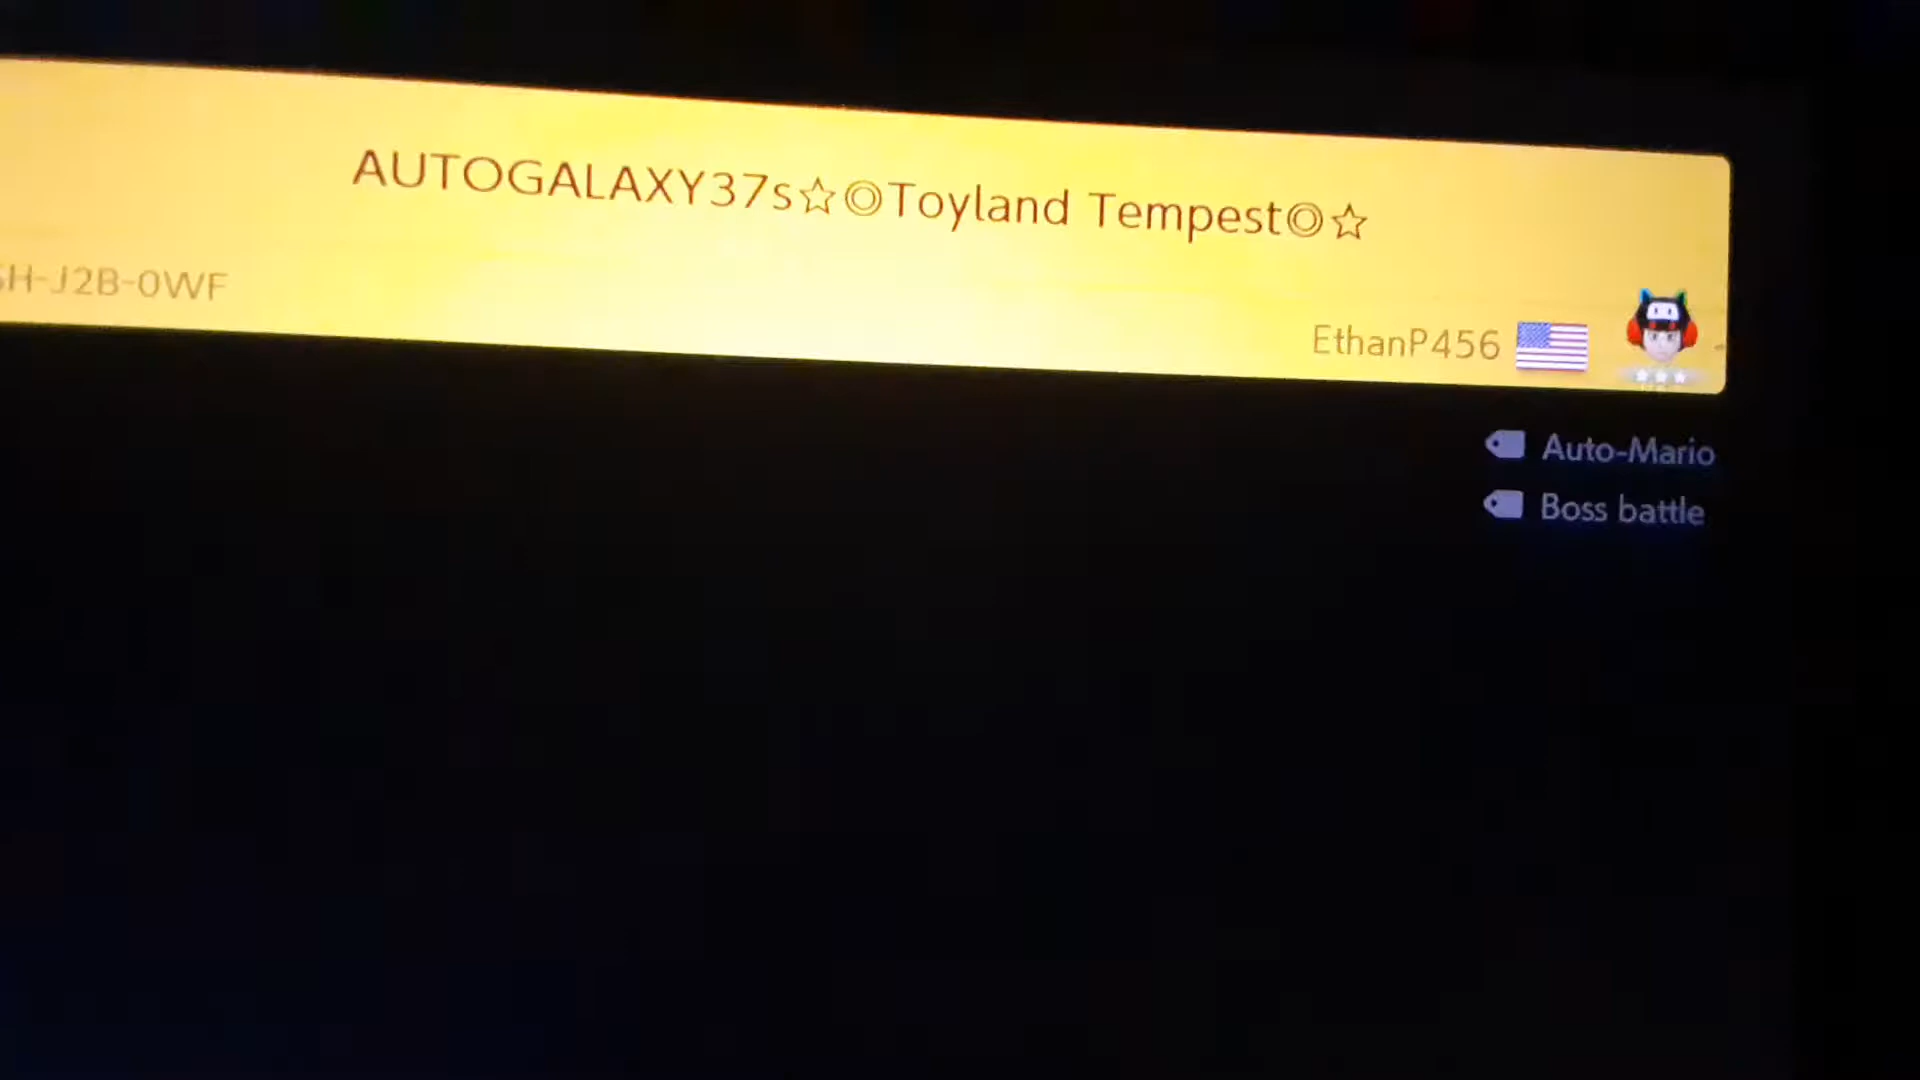 AUTOGALAXY37s☆◎Toyland Tempest◎☆
H-J2B-0WF
EthanP456
Auto-Mario
Boss battle